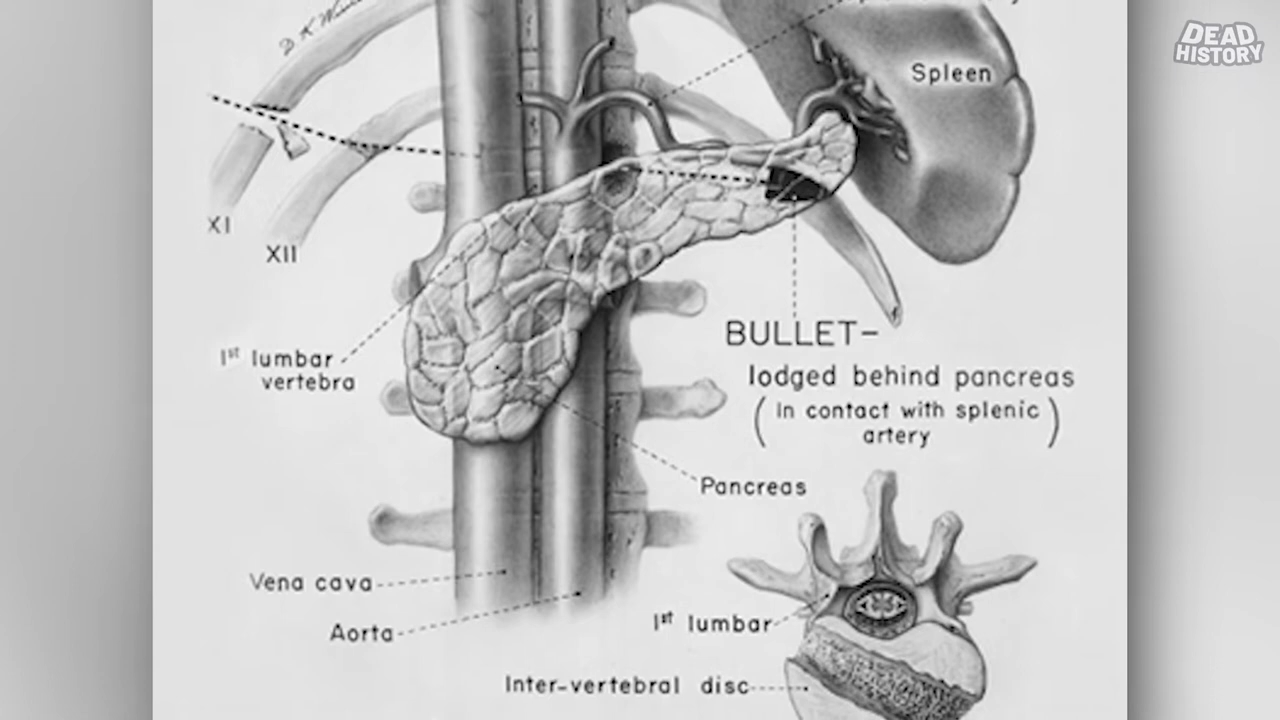 DEAD
HISTORY
Spleen
XI
XII
BULLET-
lodged behind pancreas
(In contact with splenic
artery)
1st lumbar
vertebra
Pancreas
Vena cava
Aorta
1st lumbar
Inter-vertebral disc